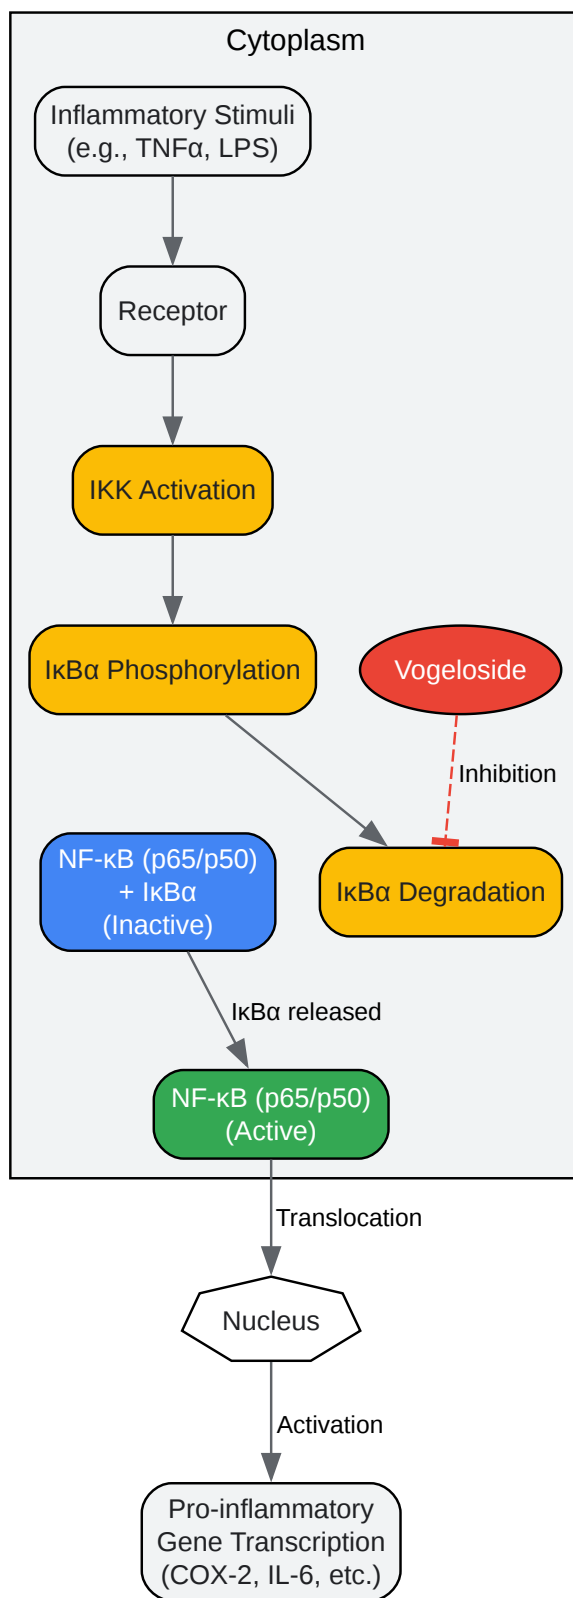 Cytoplasm
Inflammatory Stimuli
(e.g., TNFα, LPS)
Receptor
IKK Activation
IκBα Phosphorylation
Vogeloside
Inhibition
NF-κB (p65/p50)
+ IκBα
(Inactive)
IκBα Degradation
IκBα released
NF-κB (p65/p50)
(Active)
Translocation
Nucleus
Activation
Pro-inflammatory
Gene Transcription
(COX-2, IL-6, etc.)